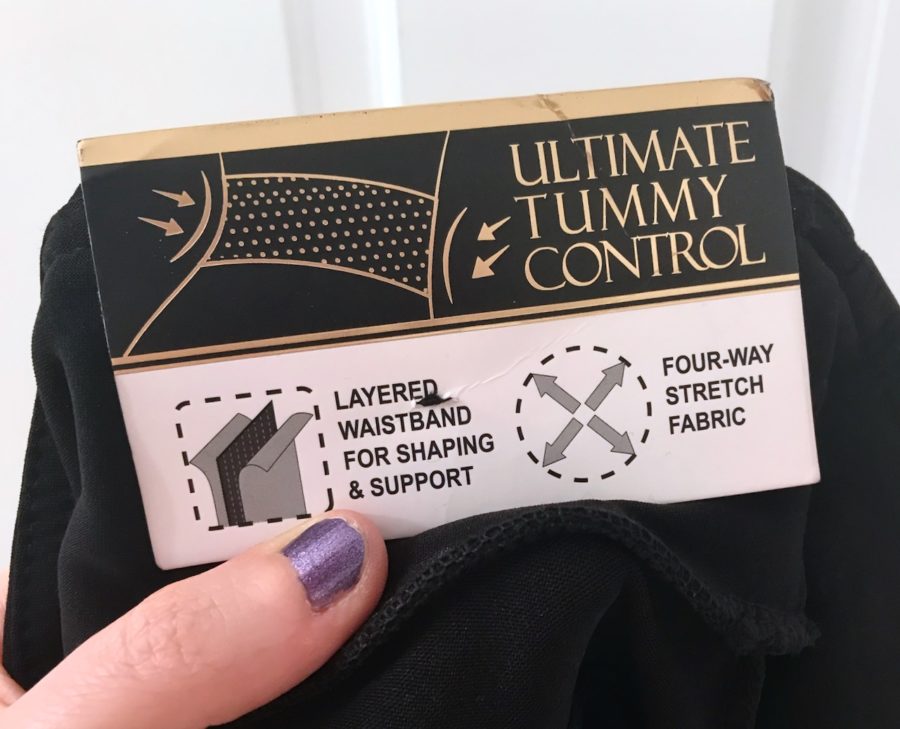 ULTIMATE
TUMMY
CONTROL
LAYERED
WAISTBAND
FOR SHAPING
& SUPPORT
FOUR-WAY
STRETCH
FABRIC